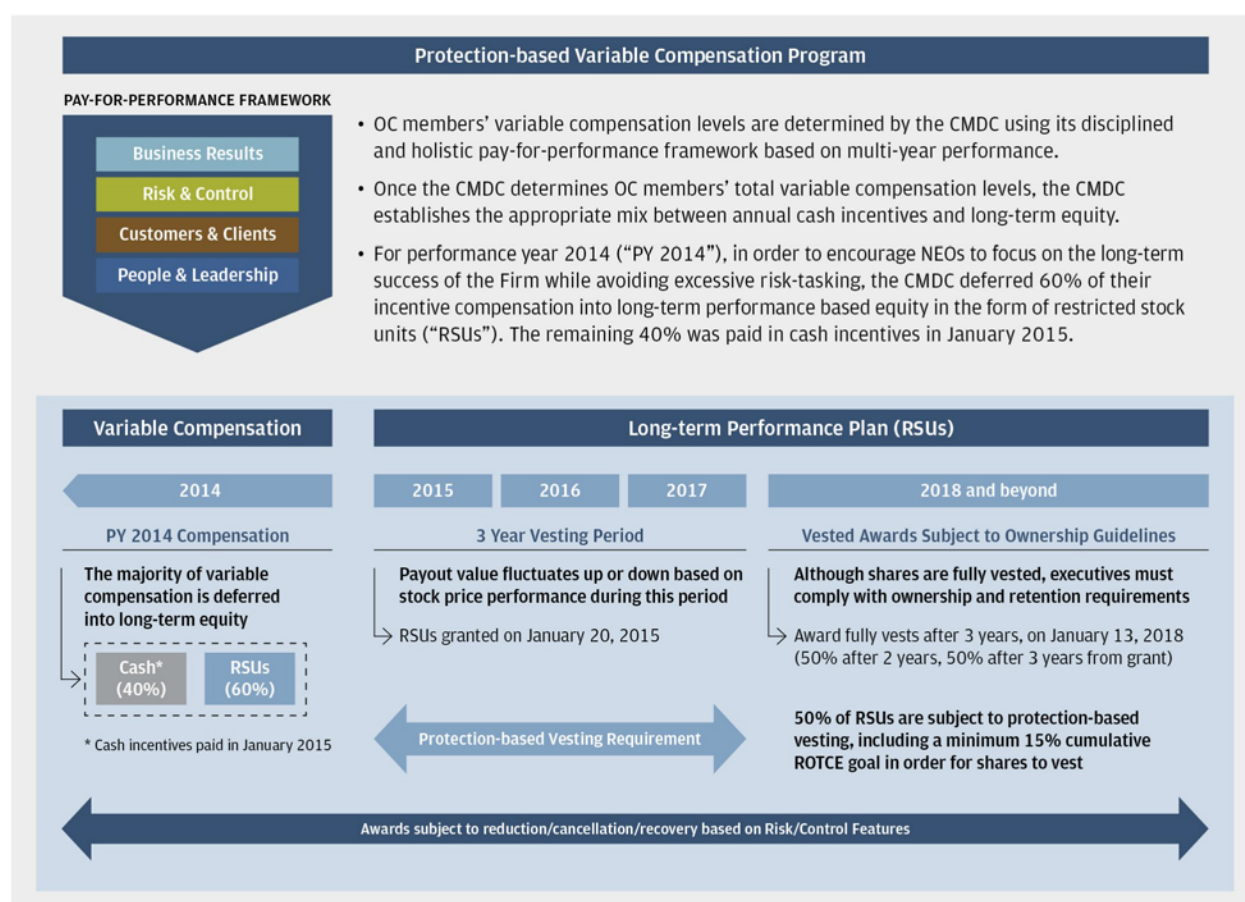 Protection-based Variable Compensation Program
PAY-FOR-PERFORMANCE FRAMEWORK
Business Results
Risk & Control
Customers & Clients
People & Leadership
• OC members’ variable compensation levels are determined by the CMDC using its disciplined
and holistic pay-for-performance framework based on multi-year performance.
• Once the CMDC determines OC members’ total variable compensation levels, the CMDC
establishes the appropriate mix between annual cash incentives and long-term equity.
• For performance year 2014 (“PY 2014”), in order to encourage NEOs to focus on the long-term
success of the Firm while avoiding excessive risk-tasking, the CMDC deferred 60% of their
incentive compensation into long-term performance based equity in the form of restricted stock
units (“RSUs”). The remaining 40% was paid in cash incentives in January 2015.
Variable Compensation
2014
PY 2014 Compensation
The majority of variable
compensation is deferred
into long-term equity
Cash*
(40%)
RSUs
(60%)
* Cash incentives paid in January 2015
Long-term Performance Plan (RSUs)
2015
2016
2017
3 Year Vesting Period
Payout value fluctuates up or down based on
stock price performance during this period
RSUs granted on January 20, 2015
Protection-based Vesting Requirement
2018 and beyond
Vested Awards Subject to Ownership Guidelines
Although shares are fully vested, executives must
comply with ownership and retention requirements
Award fully vests after 3 years, on January 13, 2018
(50% after 2 years, 50% after 3 years from grant)
50% of RSUs are subject to protection-based
vesting, including a minimum 15% cumulative
ROTCE goal in order for shares to vest
Awards subject to reduction/cancellation/recovery based on Risk/Control Features